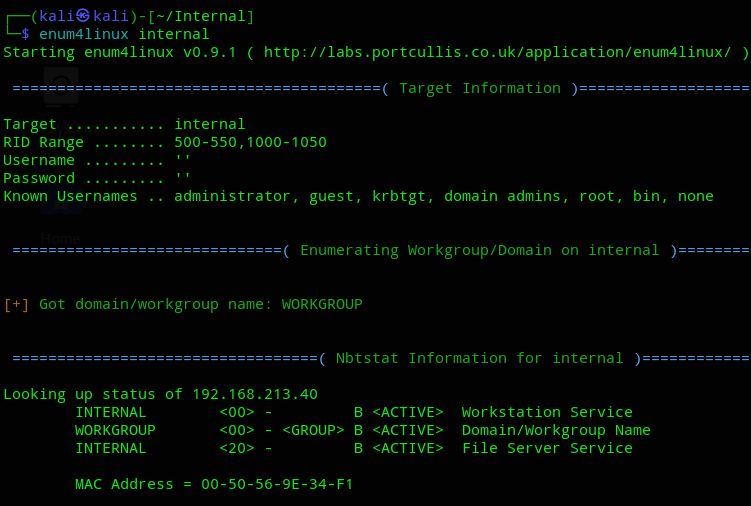 ┌──(kali㉿kali)-[~/Internal]
└─$ enum4linux internal
Starting enum4linux v0.9.1 ( http://labs.portcullis.co.uk/application/enum4linux/ )
=========================================( Target Information )===================
Target ........... internal
RID Range ........ 500-550,1000-1050
Username ......... ''
Password ......... ''
Known Usernames .. administrator, guest, krbtgt, domain admins, root, bin, none
==============================( Enumerating Workgroup/Domain on internal )========
[+] Got domain/workgroup name: WORKGROUP
==================================( Nbtstat Information for internal )============
Looking up status of 192.168.213.40
INTERNAL        <00> -         B <ACTIVE>  Workstation Service
WORKGROUP       <00> - <GROUP> B <ACTIVE>  Domain/Workgroup Name
INTERNAL        <20> -         B <ACTIVE>  File Server Service
MAC Address = 00-50-56-9E-34-F1
Home